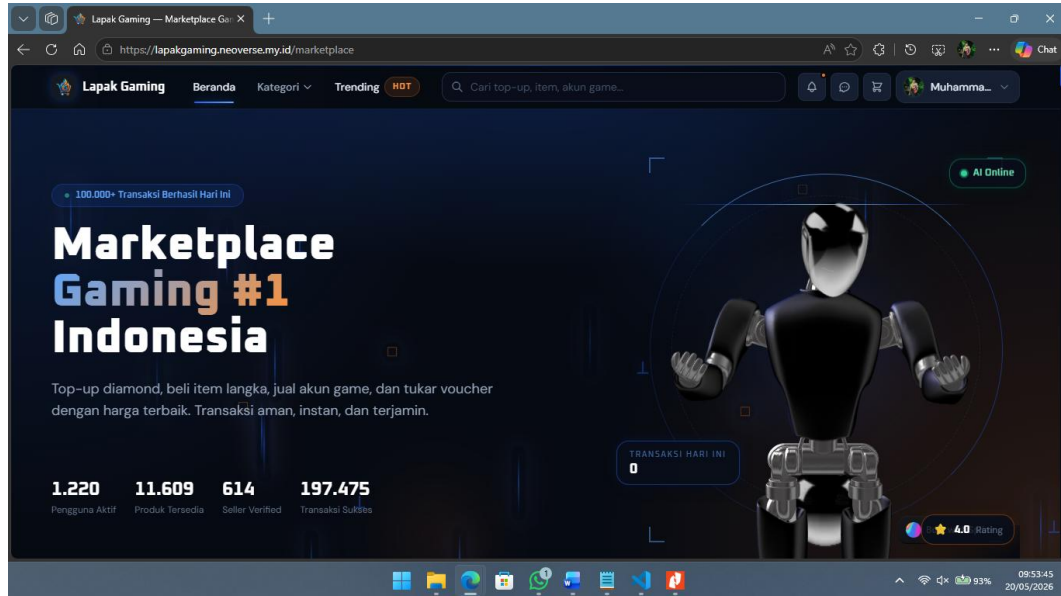 Lapak Gaming — Marketplace Gan
https://lapakgaming.neoverse.my.id/marketplace
Chat
Lapak Gaming
Beranda
Kategori
Trending
HOT
Cari top-up, item, akun game...
Muhamma...
AI Online
100.000+ Transaksi Berhasil Hari Ini
Marketplace
Gaming #1
Indonesia
Top-up diamond, beli item langka, jual akun game, dan tukar voucher
dengan harga terbaik. Transaksi aman, instan, dan terjamin.
TRANSAKSI HARI INI
0
1.220
Pengguna Aktif
11.609
Produk Tersedia
614
Seller Verified
197.475
Transaksi Sukses
4.0 Rating
1
93%
09:53:45
20/05/2026